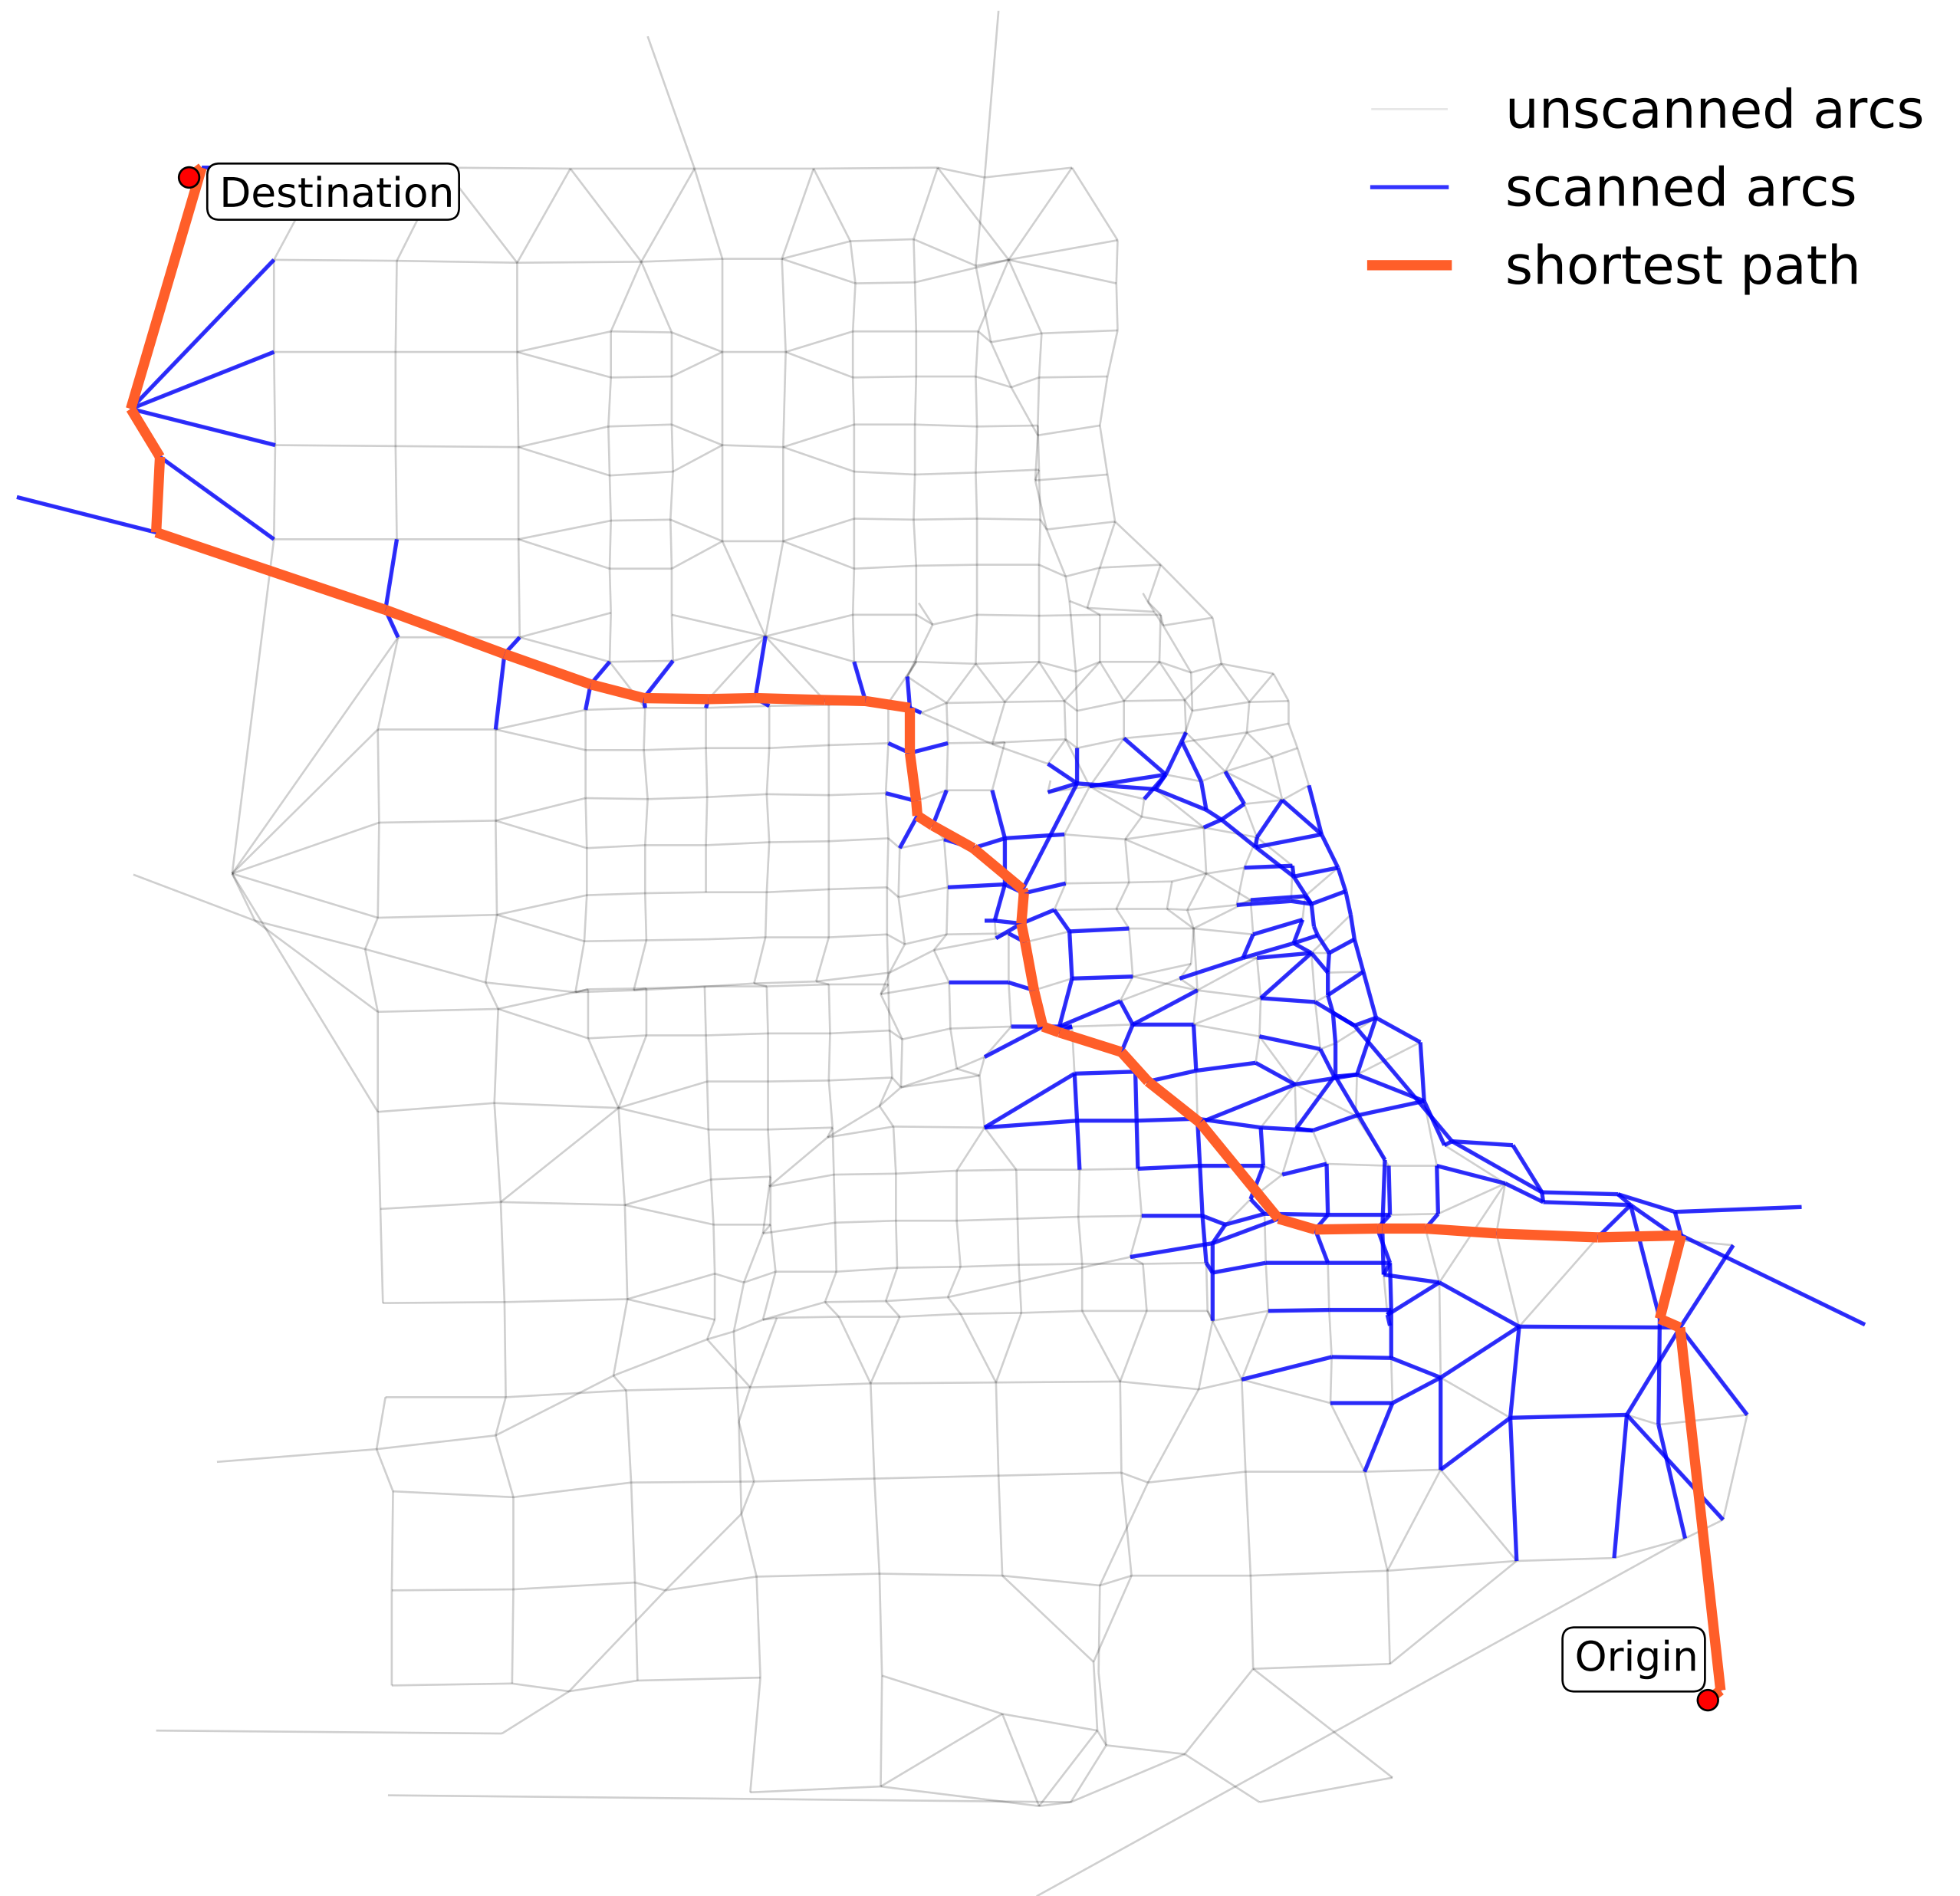 unscanned arcs
scanned arcs
shortest path
Destination
Origin